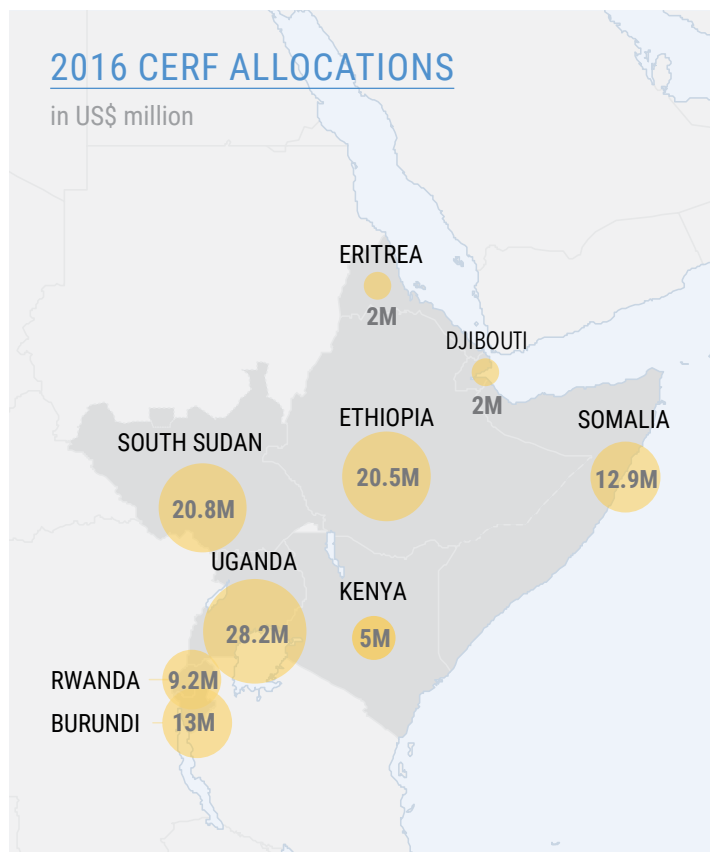 2016 CERF ALLOCATIONS
in US$ million
ERITREA
2M
DJIBOUTI
2M
ETHIOPIA
20.5M
SOMALIA
12.9M
SOUTH SUDAN
20.8M
UGANDA
28.2M
KENYA
5M
RWANDA 9.2M
BURUNDI 13M